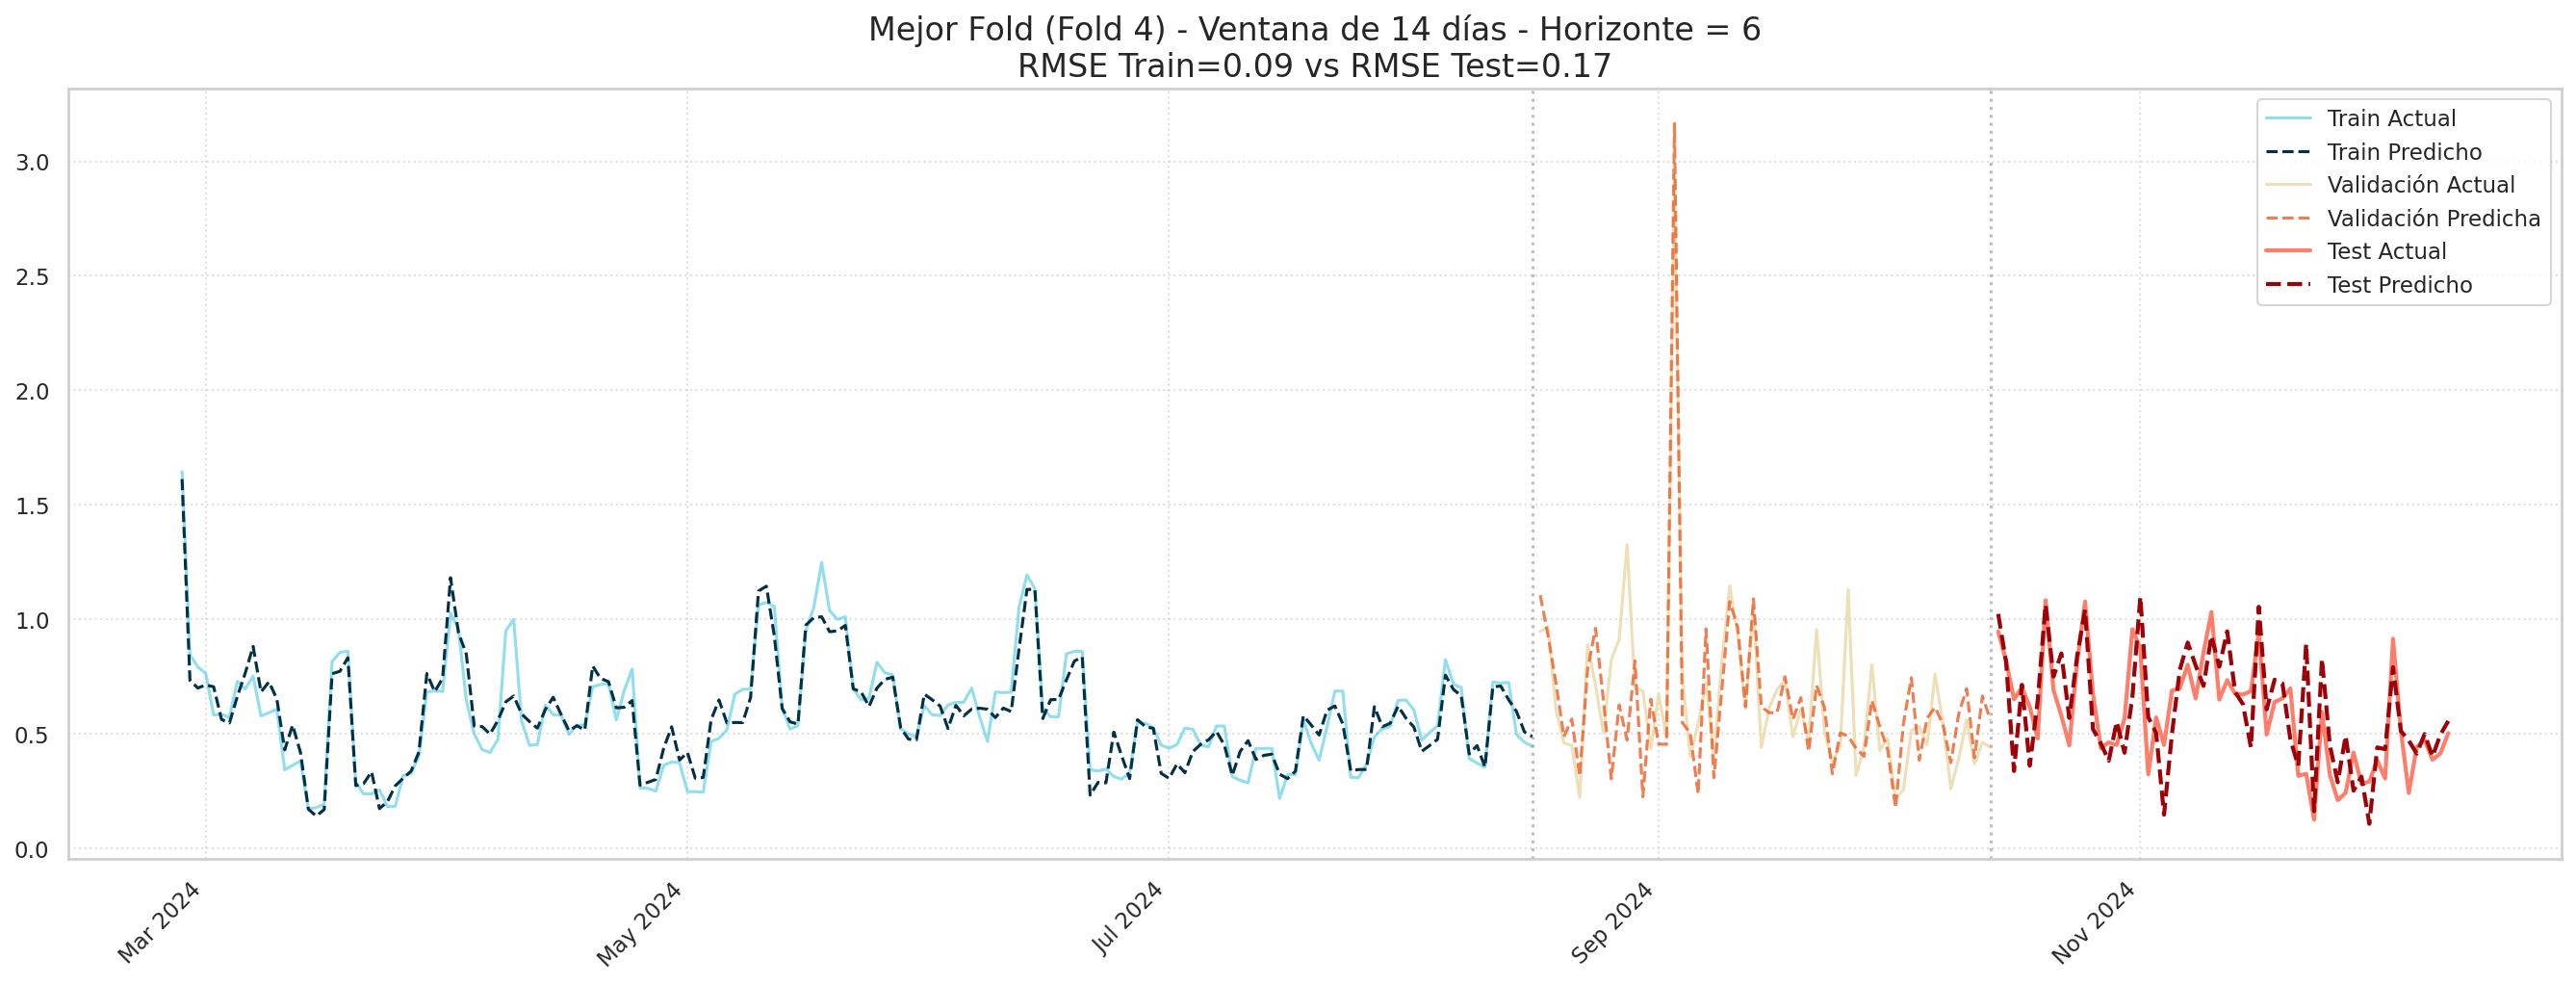 Mejor Fold (Fold 4) - Ventana de 14 días - Horizonte = 6
RMSE Train=0.09 vs RMSE Test=0.17
Train Actual
Train Predicho
Validación Actual
Validación Predicha
Test Actual
Test Predicho
3.0
2.5
2.0
1.5
1.0
0.5
0.0
Mar 2024
May 2024
Jul 2024
Sep 2024
Nov 2024